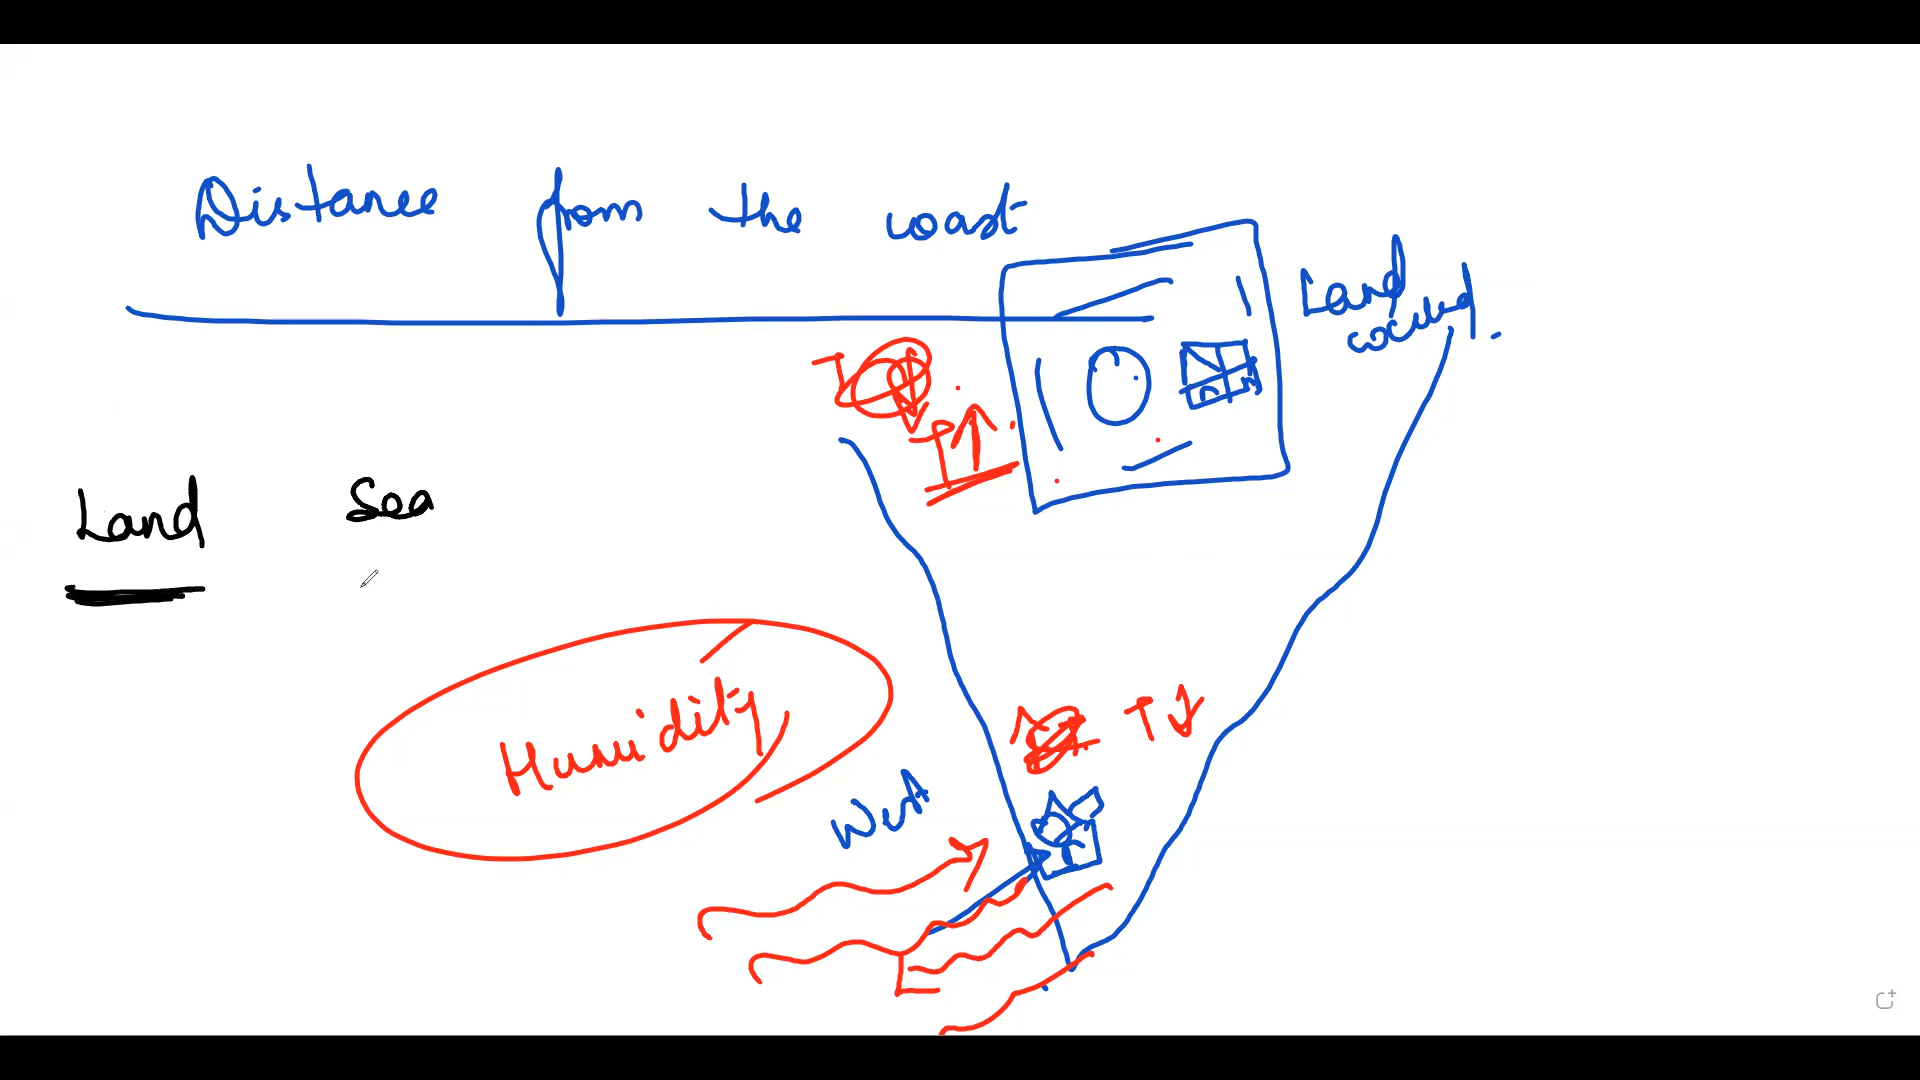 Distance from the coast
Land
locked.
T
T ↑
Land Sea
Humidity
T ↓
Wet